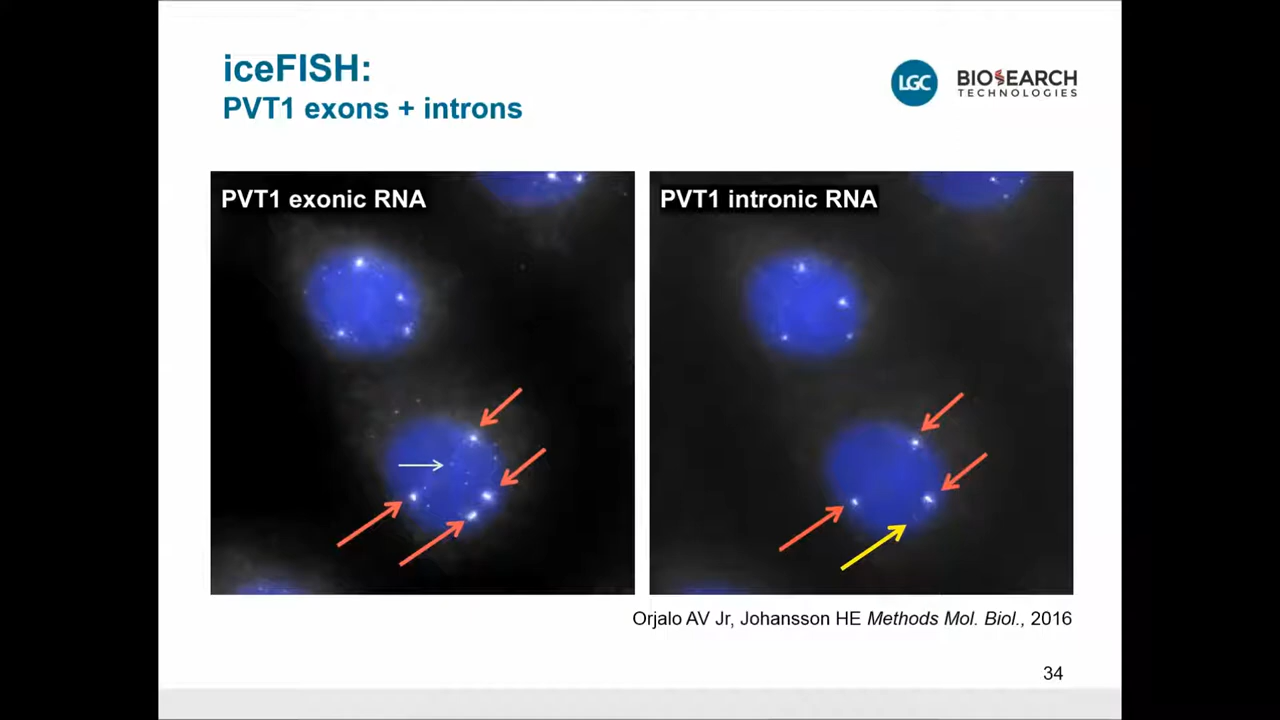 iceFISH:
PVT1 exons + introns
LGC
BIOSEARCH
TECHNOLOGIES
PVT1 exonic RNA
PVT1 intronic RNA
Orjalo AV Jr, Johansson HE Methods Mol. Biol., 2016
34